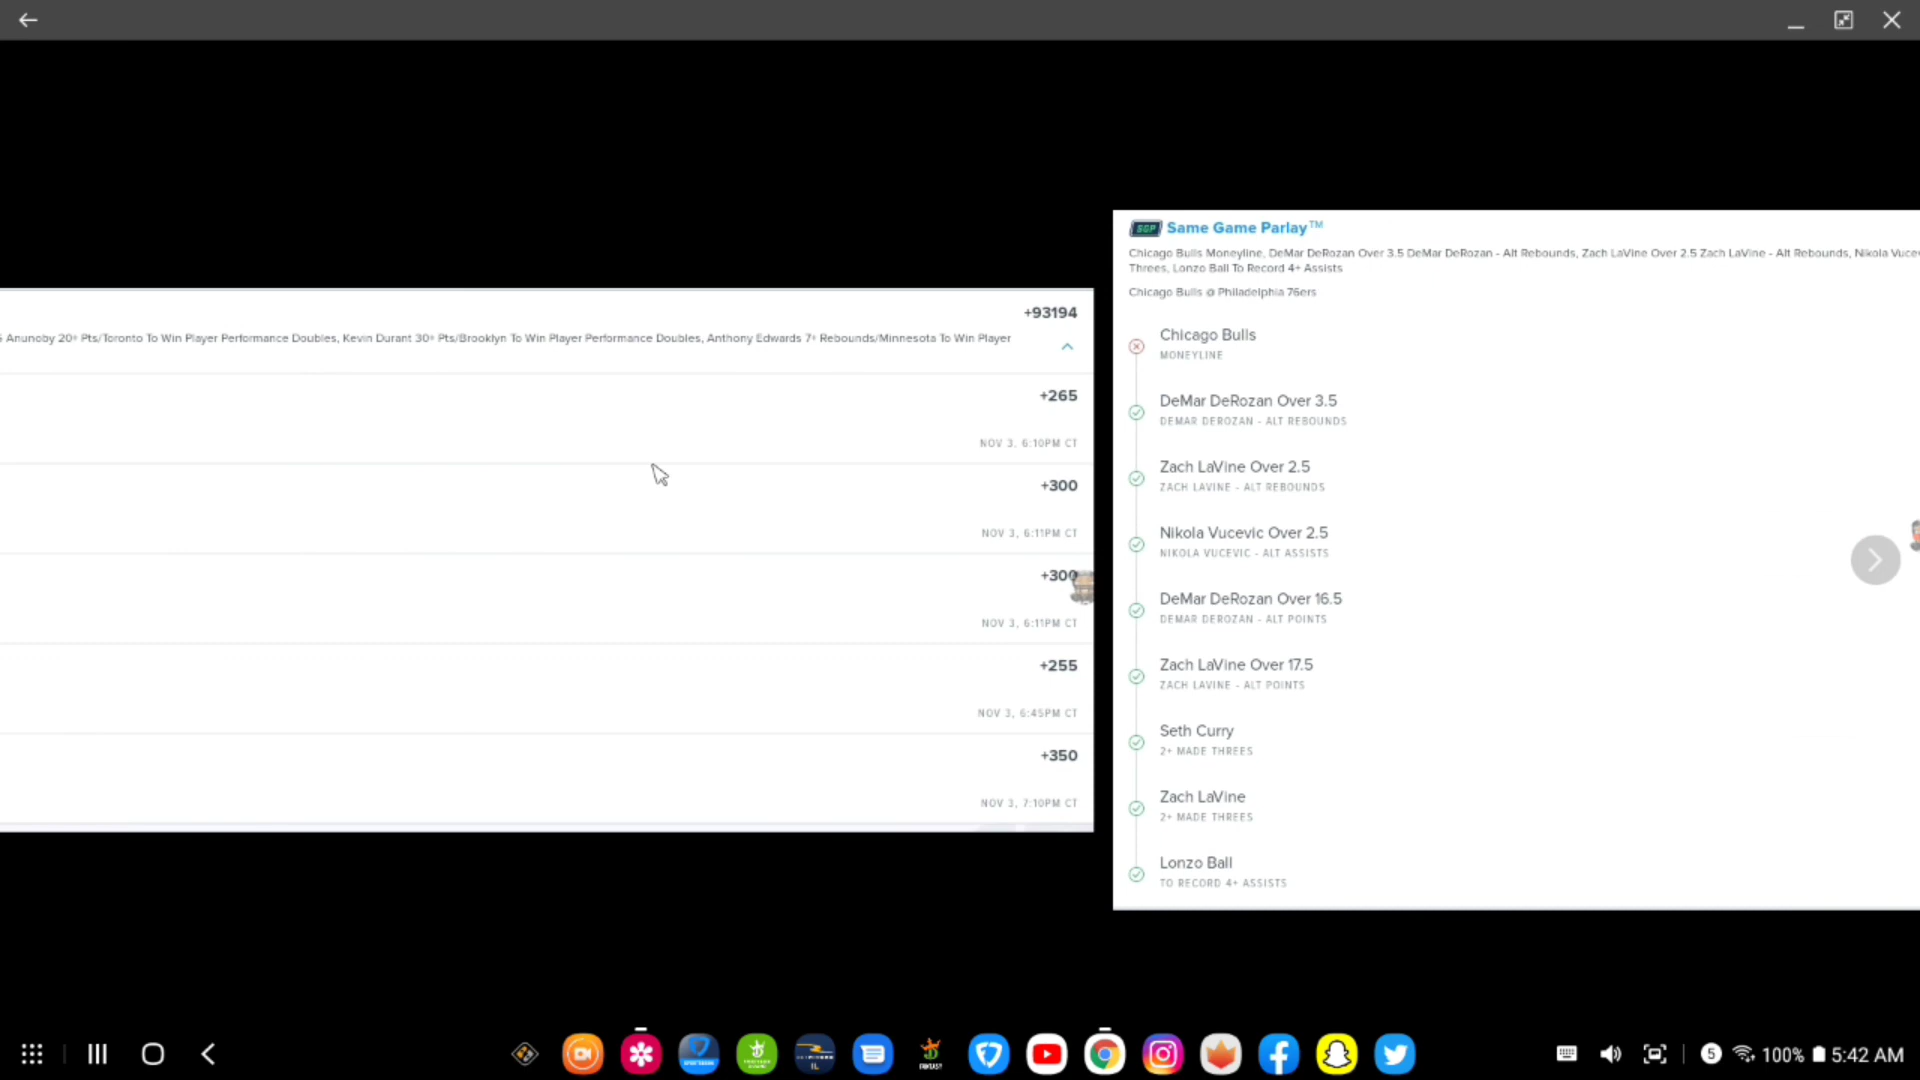 +93194
Anunoby 20+ Pts/Toronto To Win Player Performance Doubles, Kevin Durant 30+ Pts/Brooklyn To Win Player Performance Doubles, Anthony Edwards 7+ Rebounds/Minnesota To Win Player
+265
NOV 3, 6:10PM CT
+300
NOV 3, 6:11PM CT
+300
NOV 3, 6:11PM CT
+255
NOV 3, 6:45PM CT
+350
NOV 3, 7:10PM CT
SGP Same Game Parlay™
Chicago Bulls Moneyline, DeMar DeRozan Over 3.5 DeMar DeRozan - Alt Rebounds, Zach LaVine Over 2.5 Zach LaVine - Alt Rebounds, Nikola Vucev
Threes, Lonzo Ball To Record 4+ Assists
Chicago Bulls @ Philadelphia 76ers
Chicago Bulls
MONEYLINE
DeMar DeRozan Over 3.5
DEMAR DEROZAN - ALT REBOUNDS
Zach LaVine Over 2.5
ZACH LAVINE - ALT REBOUNDS
Nikola Vucevic Over 2.5
NIKOLA VUCEVIC - ALT ASSISTS
DeMar DeRozan Over 16.5
DEMAR DEROZAN - ALT POINTS
Zach LaVine Over 17.5
ZACH LAVINE - ALT POINTS
Seth Curry
2+ MADE THREES
Zach LaVine
2+ MADE THREES
Lonzo Ball
TO RECORD 4+ ASSISTS
IL
FANTASY
5 100% 5:42 AM